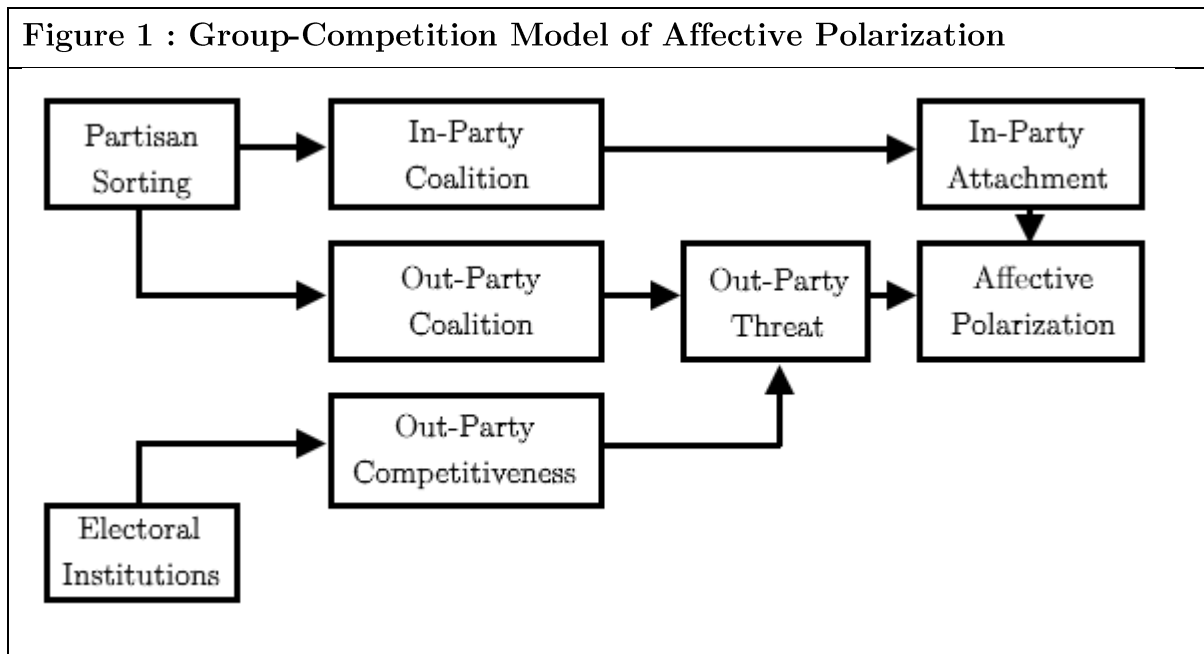 Figure 1 : Group-Competition Model of Affective Polarization
Partisan
Sorting
In-Party
Coalition
In-Party
Attachment
Out-Party
Coalition
Out-Party
Threat
Affective
Polarization
Out-Party
Competitiveness
Electoral
Institutions